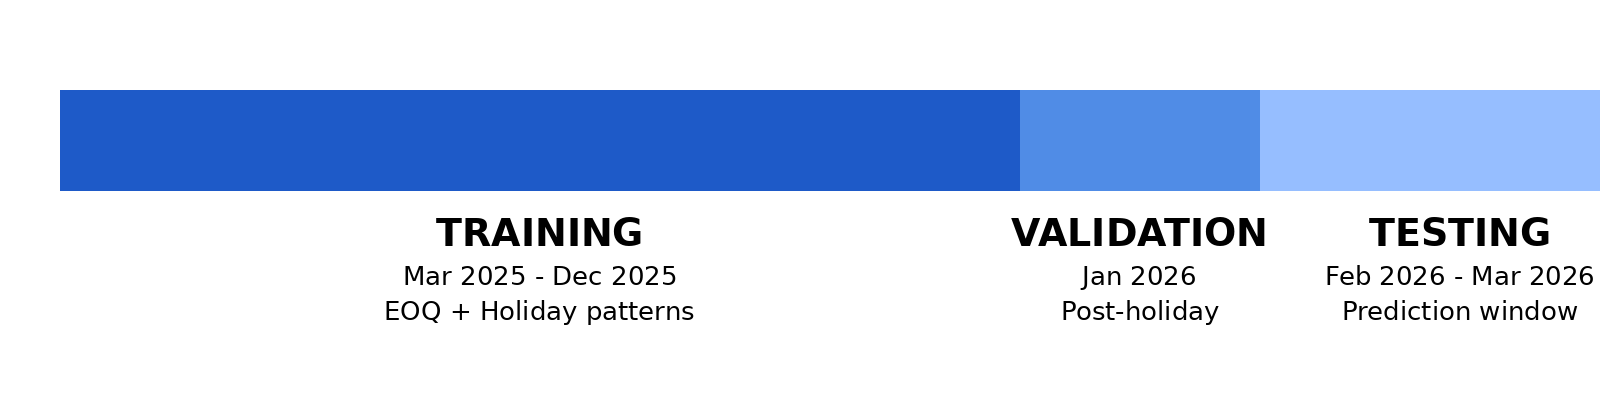 TRAINING
Mar 2025 - Dec 2025
EOQ + Holiday patterns
VALIDATION
Jan 2026
Post-holiday
TESTING
Feb 2026 - Mar 2026
Prediction window